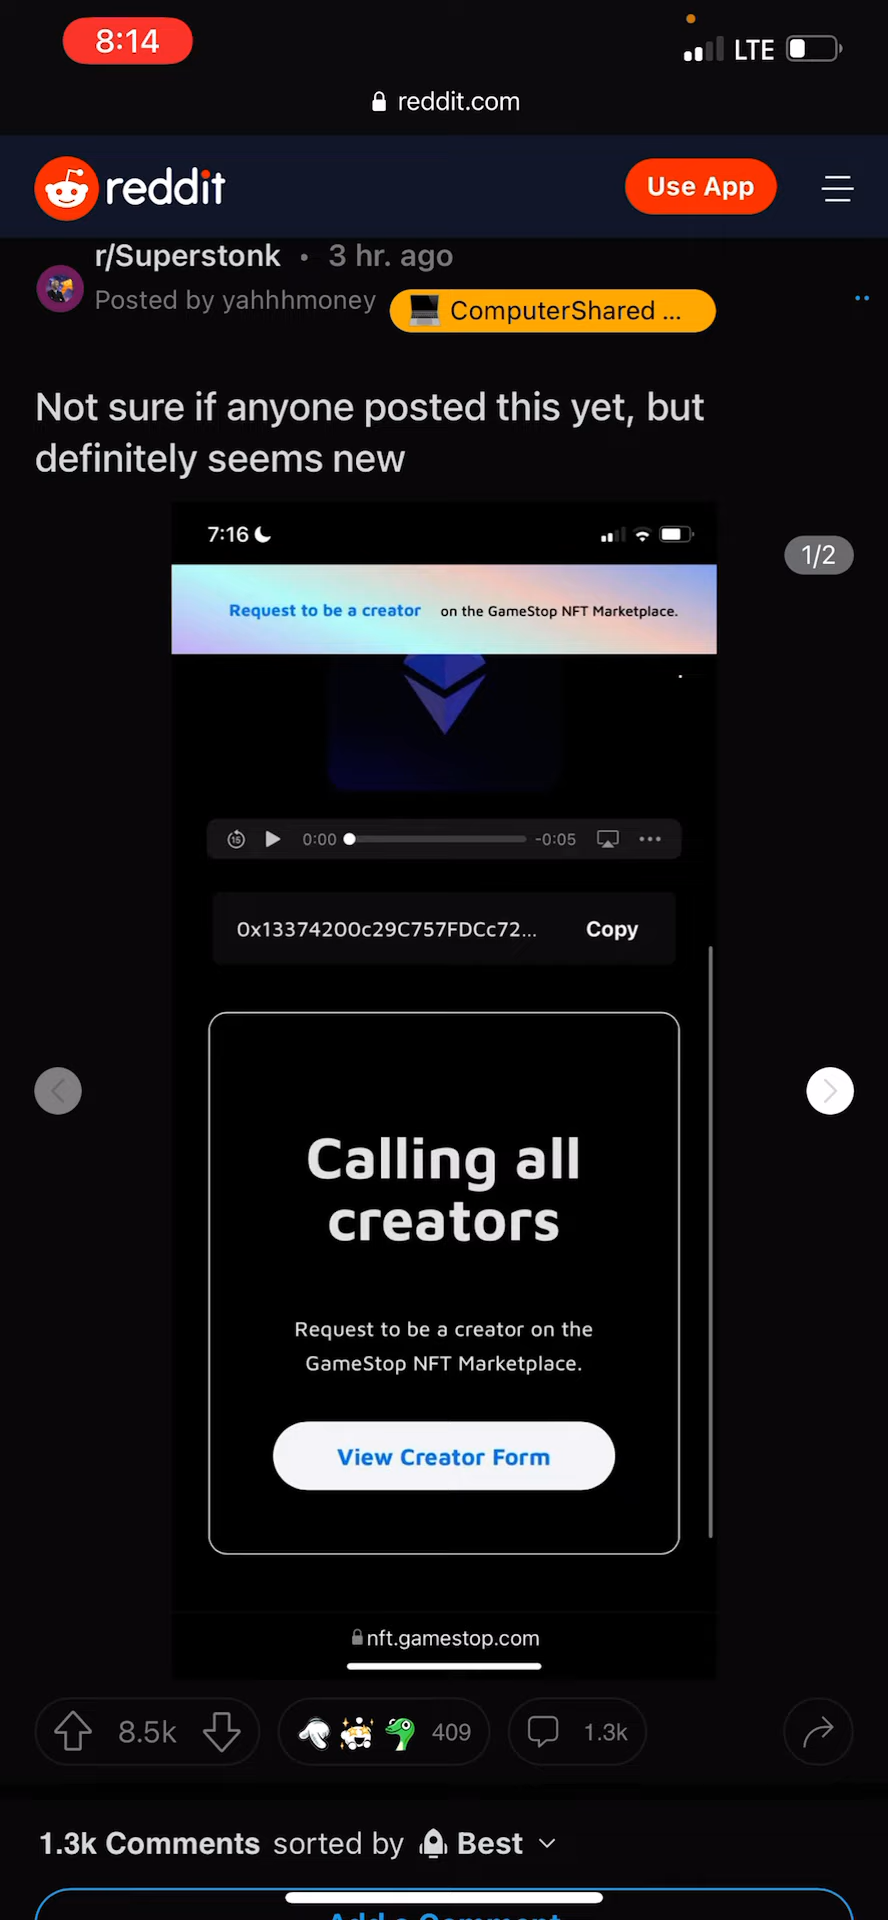 8:14
LTE
reddit.com
reddit
Use App
r/Superstonk • 3 hr. ago
Posted by yahhhmoney
ComputerShared ...
Not sure if anyone posted this yet, but
definitely seems new
7:16
1/2
Request to be a creator on the GameStop NFT Marketplace.
15
0:00
-0:05
0x13374200c29C757FDCc72...
Copy
Calling all
creators
Request to be a creator on the
GameStop NFT Marketplace.
View Creator Form
nft.gamestop.com
8.5k
409
1.3k
1.3k Comments sorted by Best
Add a Comment